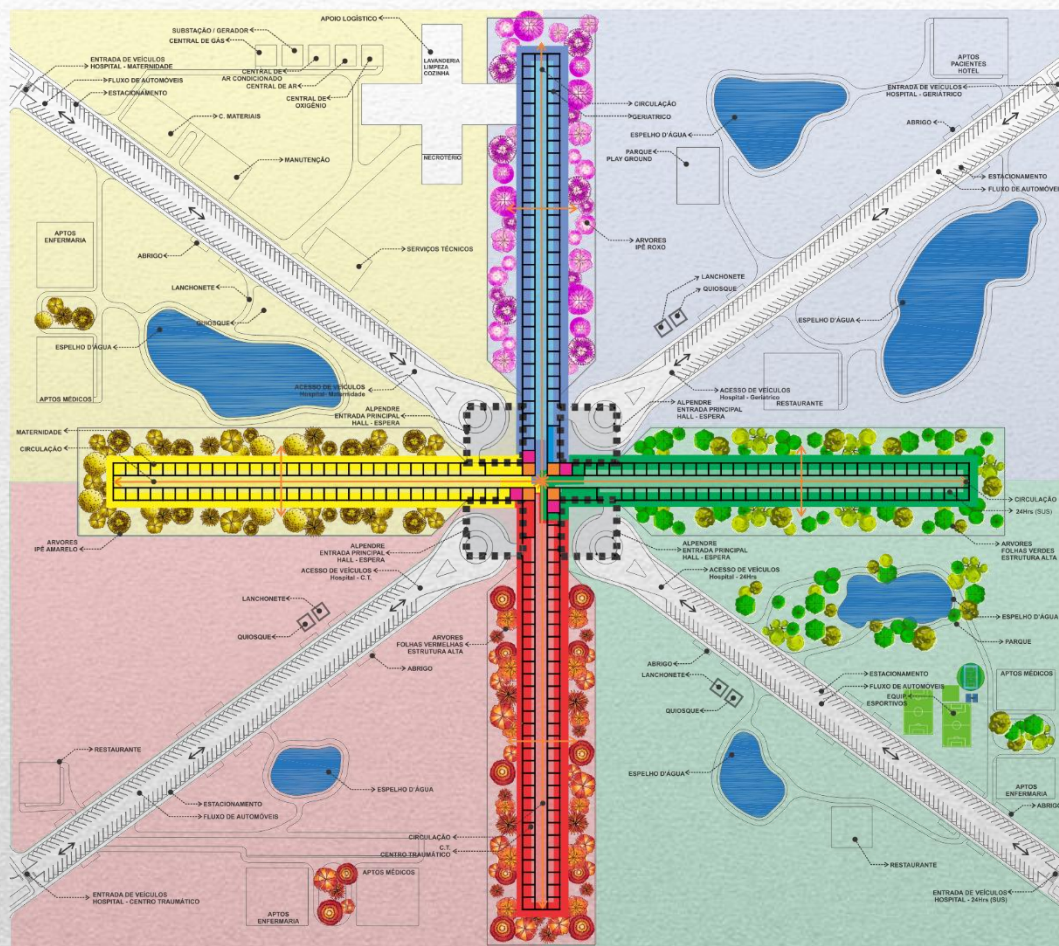 APOIO LOGÍSTICO
SUBSTAÇÃO / GERADOR
CENTRAL DE GÁS
ENTRADA DE VEÍCULOS
HOSPITAL - MATERNIDADE
FLUXO DE AUTOMÓVEIS
ESTACIONAMENTO
CENTRAL DE
AR CONDICIONADO
CENTRAL DE AR
CENTRAL DE
OXIGÊNIO
LAVANDERIA
LIMPEZA
COZINHA
C. MATERIAIS
MANUTENÇÃO
NECROTÉRIO
APTOS
ENFERMARIA
ABRIGO
SERVIÇOS TÉCNICOS
LANCHONETE
QUIOSQUE
ESPELHO D'ÁGUA
APTOS MÉDICOS
ACESSO DE VEÍCULOS
Hospital- Maternidade
ALPENDRE
ENTRADA PRINCIPAL
HALL - ESPERA
MATERNIDADE
CIRCULAÇÃO
ARVORES
IPÊ AMARELO
CIRCULAÇÃO
GERIATRICO
ESPELHO D'ÁGUA
PARQUE
PLAY GROUND
ARVORES
IPÊ ROXO
APTOS
PACIENTES
HOTEL
ENTRADA DE VEÍCULOS
HOSPITAL - GERIÁTRICO
ABRIGO
ESTACIONAMENTO
FLUXO DE AUTOMÓVEIS
LANCHONETE
QUIOSQUE
ESPELHO D'ÁGUA
ACESSO DE VEÍCULOS
Hospital - Geriatrico
RESTAURANTE
ALPENDRE
ENTRADA PRINCIPAL
HALL - ESPERA
CIRCULAÇÃO
24Hrs (SUS)
ARVORES
FOLHAS VERDES
ESTRUTURA ALTA
ALPENDRE
ENTRADA PRINCIPAL
HALL - ESPERA
ACESSO DE VEÍCULOS
Hospital - C.T.
LANCHONETE
QUIOSQUE
ARVORES
FOLHAS VERMELHAS
ESTRUTURA ALTA
ABRIGO
RESTAURANTE
ESPELHO D'ÁGUA
ESTACIONAMENTO
FLUXO DE AUTOMÓVEIS
CIRCULAÇÃO
C.T.
CENTRO TRAUMÁTICO
APTOS MÉDICOS
ENTRADA DE VEÍCULOS
HOSPITAL - CENTRO TRAUMÁTICO
APTOS
ENFERMARIA
ALPENDRE
ENTRADA PRINCIPAL
HALL - ESPERA
ACESSO DE VEÍCULOS
Hospital - 24Hrs
ESPELHO D'ÁGUA
PARQUE
ABRIGO
LANCHONETE
QUIOSQUE
ESTACIONAMENTO
FLUXO DE AUTOMÓVEIS
EQUIP.
ESPORTIVOS
APTOS MÉDICOS
ESPELHO D'ÁGUA
APTOS
ENFERMARIA
ABRIGO
RESTAURANTE
ENTRADA DE VEÍCULOS
HOSPITAL - 24Hrs (SUS)